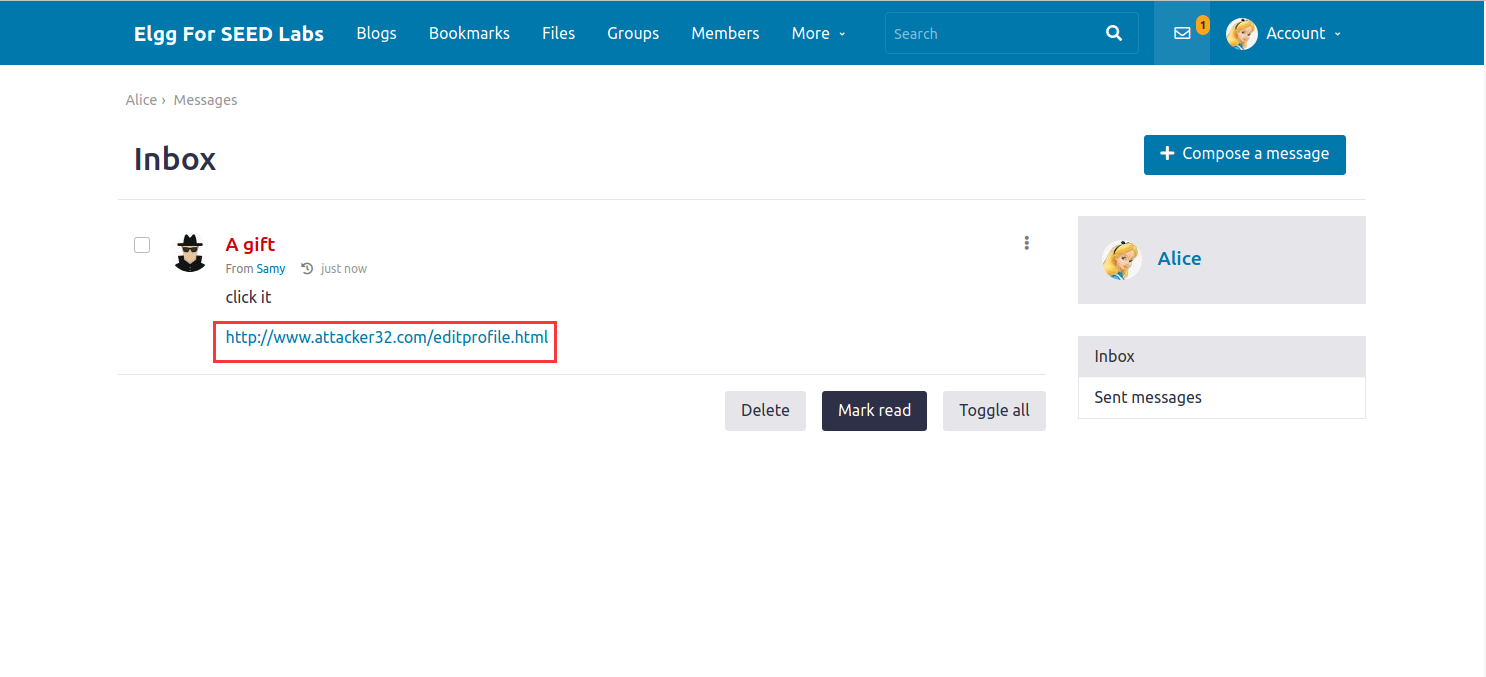 Elgg For SEED Labs Blogs Bookmarks Files Groups Members More Search 1 Account
Alice › Messages
Inbox
Compose a message
A gift
From Samy just now
click it
http://www.attacker32.com/editprofile.html
Delete Mark read Toggle all
Alice
Inbox
Sent messages